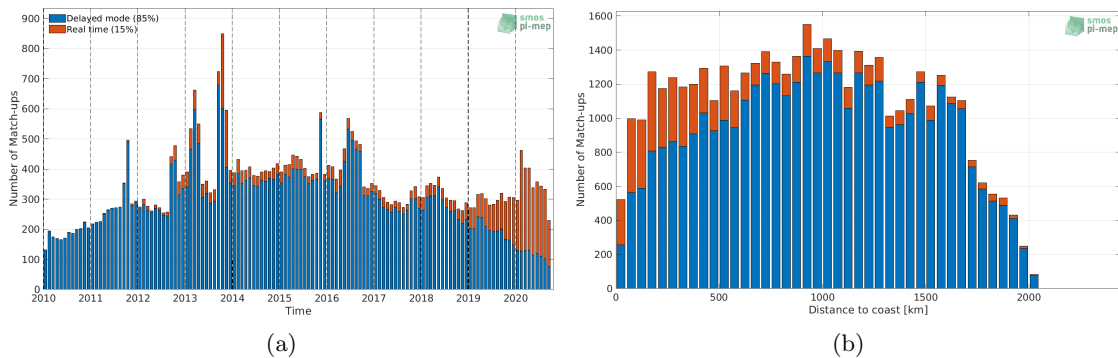 Delayed mode (85%)
Real time (15%)
smos
pi-mep
Number of Match-ups
900
800
700
600
500
400
300
200
100
0
2010 2011 2012 2013 2014 2015 2016 2017 2018 2019 2020
Time
(a)
smos
pi-mep
Number of Match-ups
1600
1400
1200
1000
800
600
400
200
0
0 500 1000 1500 2000
Distance to coast [km]
(b)